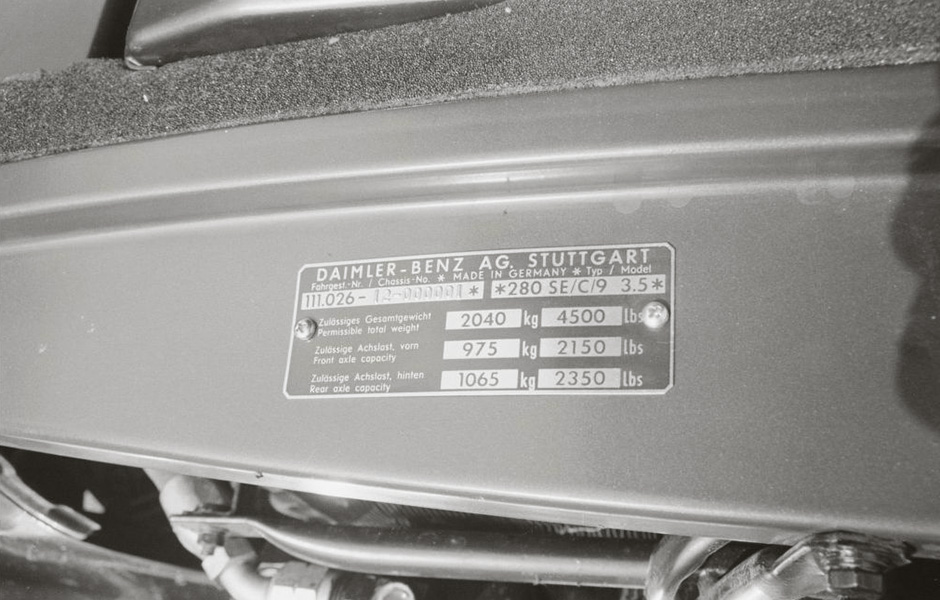 DAIMLER-BENZ AG. STUTTGART
Fahrgest.-Nr. / Chassis-No. * MADE IN GERMANY * Typ / Model
111.026-12-000001* *280 SE/C/9 3.5*
Zulässiges Gesamtgewicht
Permissible total weight
2040 kg 4500 lbs
Zulässige Achslast, vorn
Front axle capacity
975 kg 2150 lbs
Zulässige Achslast, hinten
Rear axle capacity
1065 kg 2350 lbs